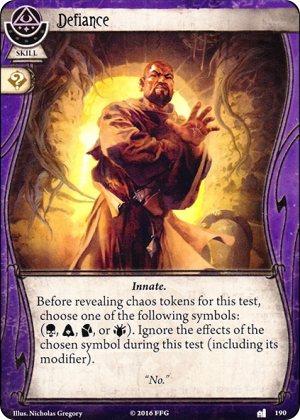 Defiance
SKILL
?
Innate.
Before revealing chaos tokens for this test,
choose one of the following symbols:
( , , , or ). Ignore the effects of the
chosen symbol during this test (including its
modifier).
"No."
Illus. Nicholas Gregory © 2016 FFG 190